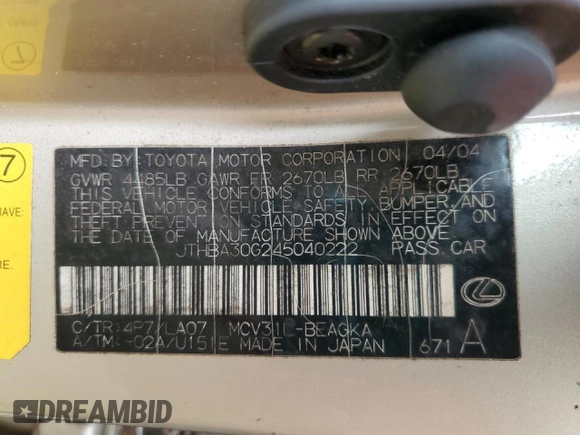 7
HAVE:
MFD. BY: TOYOTA MOTOR CORPORATION 04/04
GVWR 4485LB GAWR FR 2670LB RR 2670LB
THIS VEHICLE CONFORMS TO ALL APPLICABLE
FEDERAL MOTOR VEHICLE SAFETY, BUMPER, AND
THEFT PREVENTION STANDARDS IN EFFECT ON
THE DATE OF MANUFACTURE SHOWN ABOVE.
JTHBA30G245040222 PASS.CAR
C/TR:4P7/LA07 MCV31L-BEAGKA
A/TM:-02A/U151E MADE IN JAPAN 671 A
DREAMBID